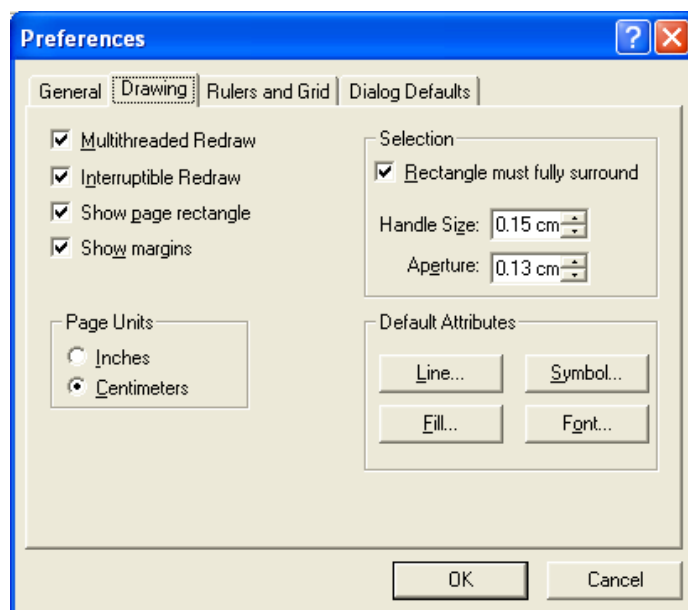 Preferences
General Drawing Rulers and Grid Dialog Defaults
Multithreaded Redraw
Interruptible Redraw
Show page rectangle
Show margins
Selection
Rectangle must fully surround
Handle Size: 0.15 cm
Aperture: 0.13 cm
Page Units
Inches
Centimeters
Default Attributes
Line... Symbol...
Fill... Font...
OK Cancel